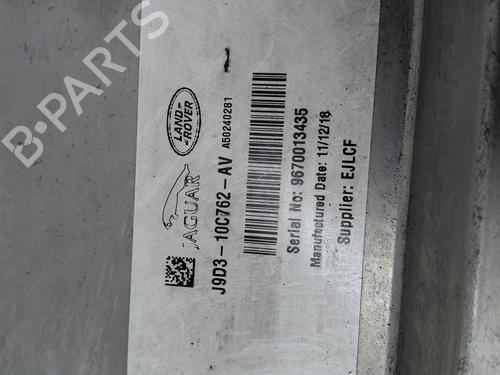 LAND-
ROVER
JAGUAR
J9D3-10C762-AV
A50240281
Serial No: 9670013435
Manufactured Date: 11/12/18
Supplier: EJLCF
B-PARTS